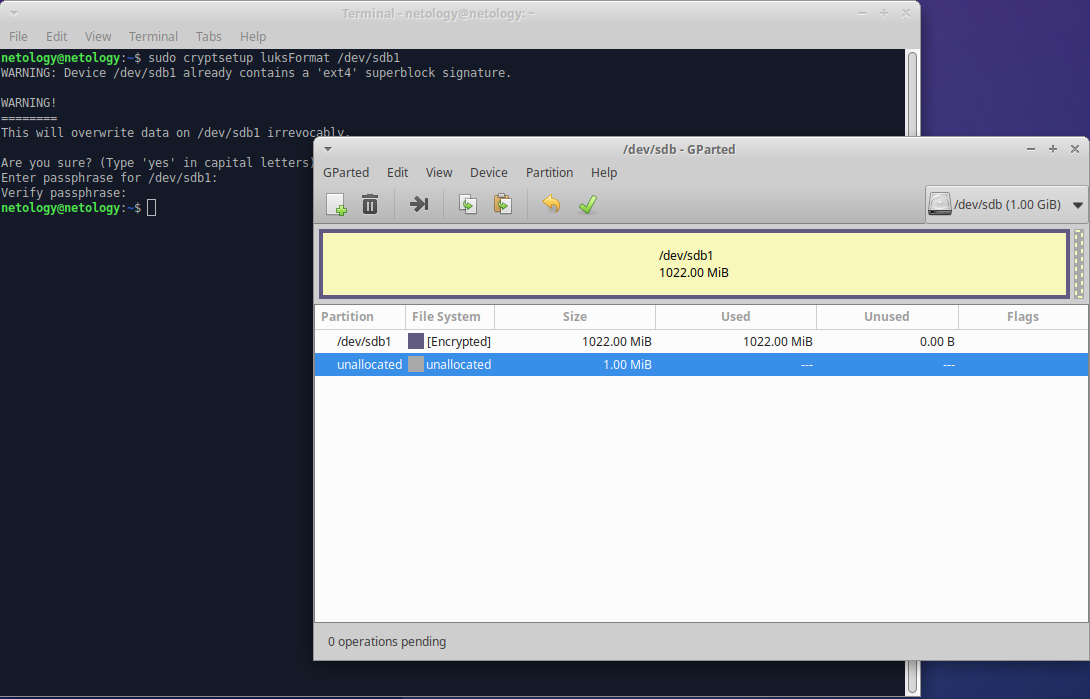 Terminal - netology@netology: ~
File Edit View Terminal Tabs Help
netology@netology:~$ sudo cryptsetup luksFormat /dev/sdb1
WARNING: Device /dev/sdb1 already contains a 'ext4' superblock signature.
WARNING!
========
This will overwrite data on /dev/sdb1 irrevocably.
Are you sure? (Type 'yes' in capital letters)
Enter passphrase for /dev/sdb1:
Verify passphrase:
netology@netology:~$
/dev/sdb - GParted
GParted Edit View Device Partition Help
/dev/sdb (1.00 GiB)
/dev/sdb1
1022.00 MiB
Partition File System Size Used Unused Flags
/dev/sdb1 [Encrypted] 1022.00 MiB 1022.00 MiB 0.00 B
unallocated unallocated 1.00 MiB --- ---
0 operations pending